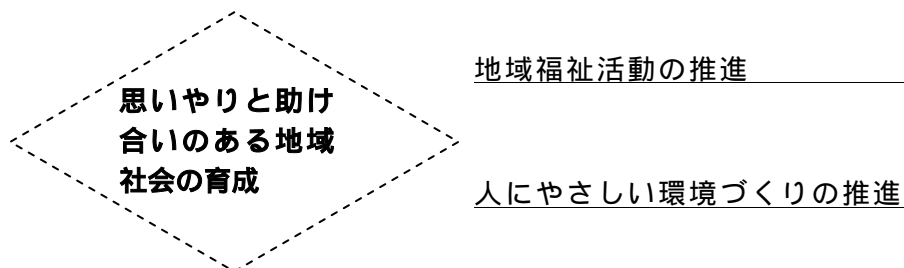 思いやりと助け
合いのある地域
社会の育成
地域福祉活動の推進
人にやさしい環境づくりの推進